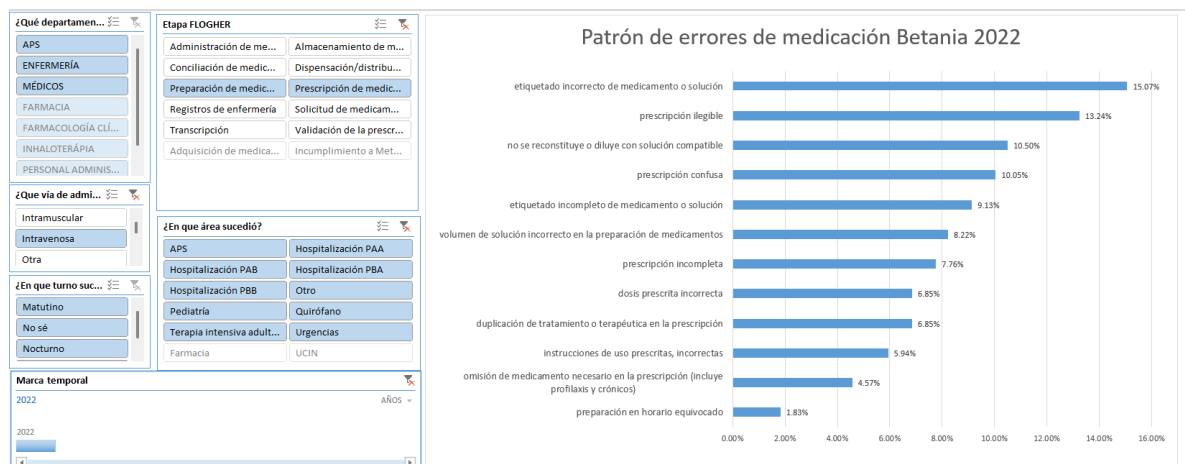 ¿Qué departamen...
APS
ENFERMERÍA
MÉDICOS
FARMACIA
FARMACOLOGÍA CLÍ...
INHALOTERÁPIA
PERSONAL ADMINIS...
¿Que vía de admi...
Intramuscular
Intravenosa
Otra
¿En que turno suc...
Matutino
No sé
Nocturno
Etapa FLOGHER
Administración de me...
Almacenamiento de m...
Conciliación de medic...
Dispensación/distribu...
Preparación de medic...
Prescripción de medic...
Registros de enfermería
Solicitud de medicam...
Transcripción
Validación de la prescr...
Adquisición de medica...
Incumplimiento a Met...
¿En que área sucedió?
APS
Hospitalización PAA
Hospitalización PAB
Hospitalización PBA
Hospitalización PBB
Otro
Pediatría
Quirófano
Terapia intensiva adult...
Urgencias
Farmacia
UCIN
Marca temporal
2022
AÑOS
2022
Patrón de errores de medicación Betania 2022
etiquetado incorrecto de medicamento o solución
15.07%
prescripción ilegible
13.24%
no se reconstituye o diluye con solución compatible
10.50%
prescripción confusa
10.05%
etiquetado incompleto de medicamento o solución
9.13%
volumen de solución incorrecto en la preparación de medicamentos
8.22%
prescripción incompleta
7.76%
dosis prescrita incorrecta
6.85%
duplicación de tratamiento o terapéutica en la prescripción
6.85%
instrucciones de uso prescritas, incorrectas
5.94%
omisión de medicamento necesario en la prescripción (incluye
profilaxis y crónicos)
4.57%
preparación en horario equivocado
1.83%
0.00% 2.00% 4.00% 6.00% 8.00% 10.00% 12.00% 14.00% 16.00%